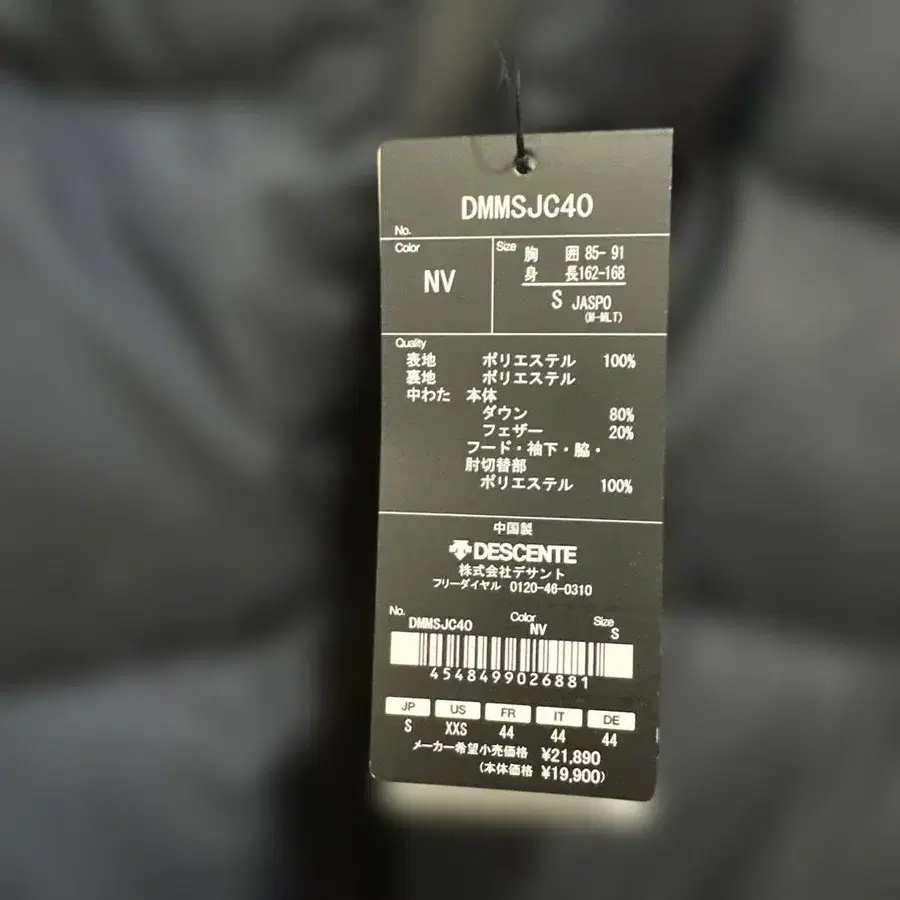 DMMSJC40
No.
Color
NV
Size 胸 囲 85- 91
身 長162-168
S JASPO
(M-MLT)
Quality
表地 ポリエステル 100%
裏地 ポリエステル
中わた 本体
ダウン 80%
フェザー 20%
フード・袖下・脇・
肘切替部
ポリエステル 100%
中国製
DESCENTE
株式会社デサント
フリーダイヤル 0120-46-0310
No. DMMSJC40 Color NV Size S
4548499026881
JP US FR IT DE
S XXS 44 44 44
メーカー希望小売価格 ¥21,890
(本体価格 ¥19,900)